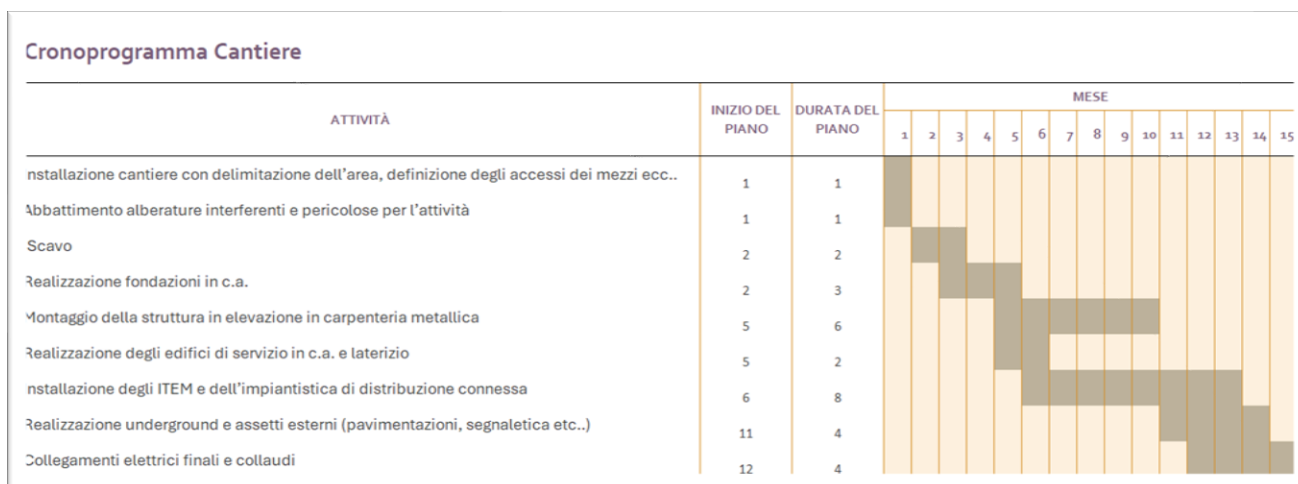 Cronoprogramma Cantiere
ATTIVITÀ
INIZIO DEL PIANO
DURATA DEL PIANO
MESE
1 2 3 4 5 6 7 8 9 10 11 12 13 14 15
nstallazione cantiere con delimitazione dell'area, definizione degli accessi dei mezzi ecc.. 1 1
Abbattimento alberature interferenti e pericolose per l'attività 1 1
Scavo 2 2
Realizzazione fondazioni in c.a. 2 3
Montaggio della struttura in elevazione in carpenteria metallica 5 6
Realizzazione degli edifici di servizio in c.a. e laterizio 5 2
nstallazione degli ITEM e dell'impiantistica di distribuzione connessa 6 8
Realizzazione underground e assetti esterni (pavimentazioni, segnaletica etc..) 11 4
Collegamenti elettrici finali e collaudi 12 4